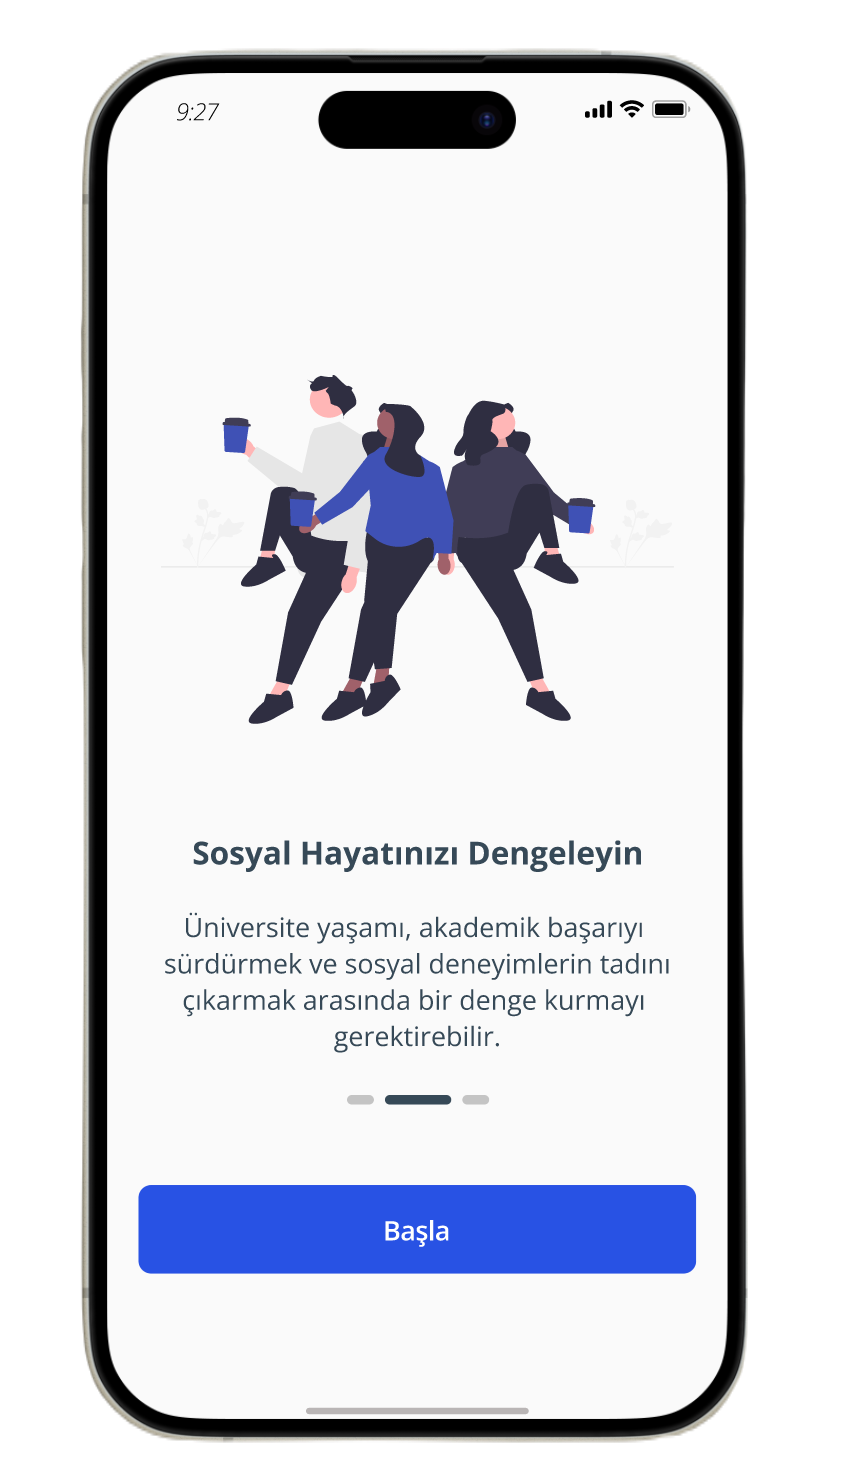 9:27
Sosyal Hayatınızı Dengeleyin
Üniversite yaşamı, akademik başarıyı
sürdürmek ve sosyal deneyimlerin tadını
çıkarmak arasında bir denge kurmayı
gerektirebilir.
Başla